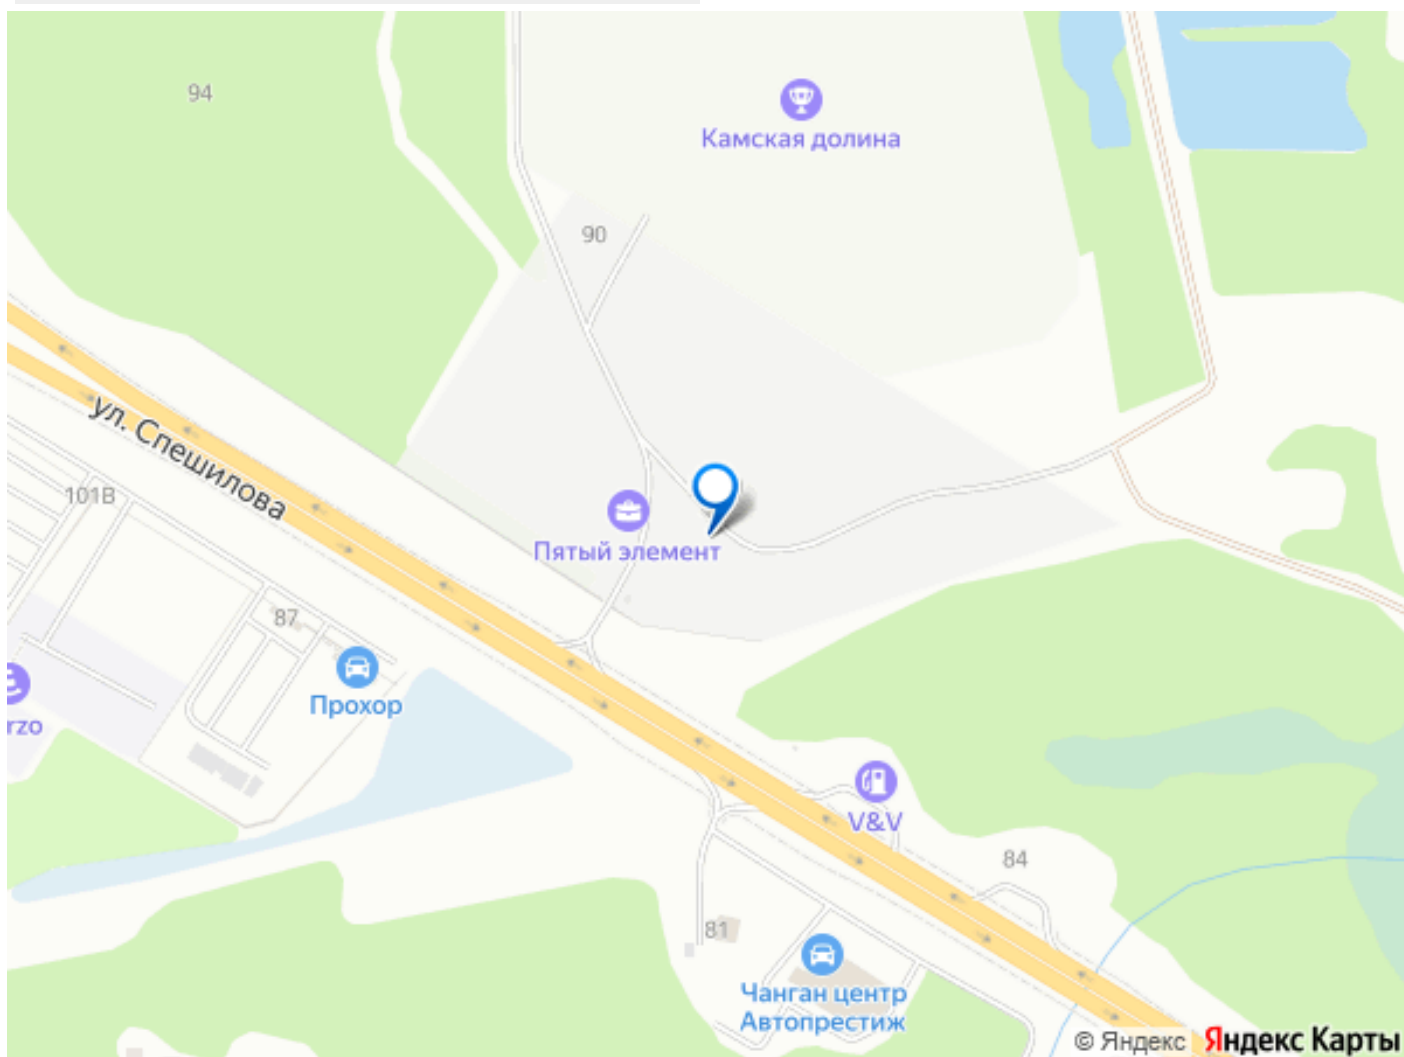 94
Камская долина
90
ул. Спешилова
101В
Пятый элемент
87
Прохор
rzo
V&V
84
81
Чанган центр
Автопрестиж
© Яндекс Яндекс Карты